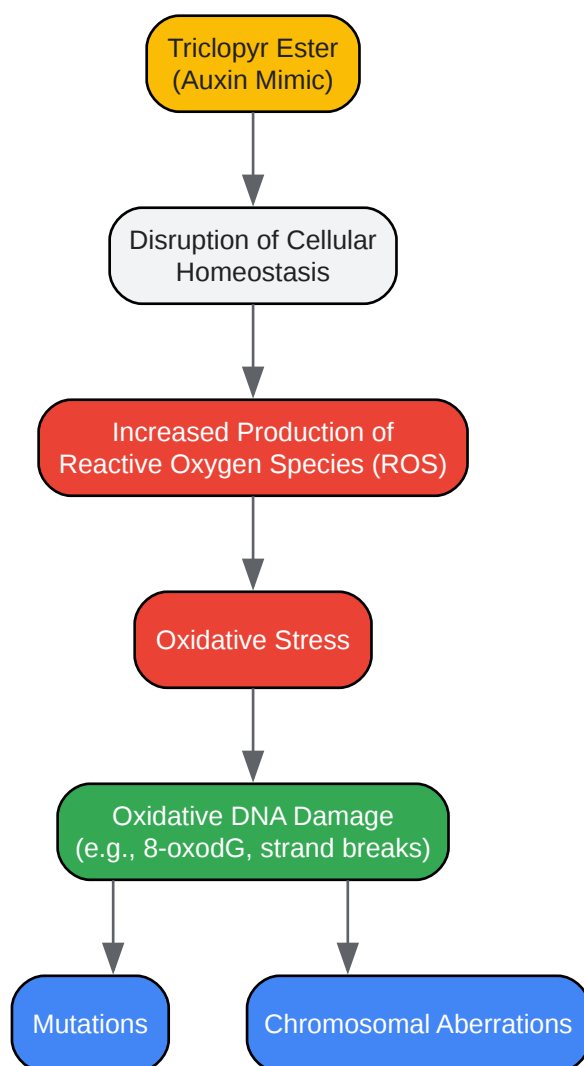 Triclopyr Ester
(Auxin Mimic)
Disruption of Cellular
Homeostasis
Increased Production of
Reactive Oxygen Species (ROS)
Oxidative Stress
Oxidative DNA Damage
(e.g., 8-oxodG, strand breaks)
Mutations
Chromosomal Aberrations